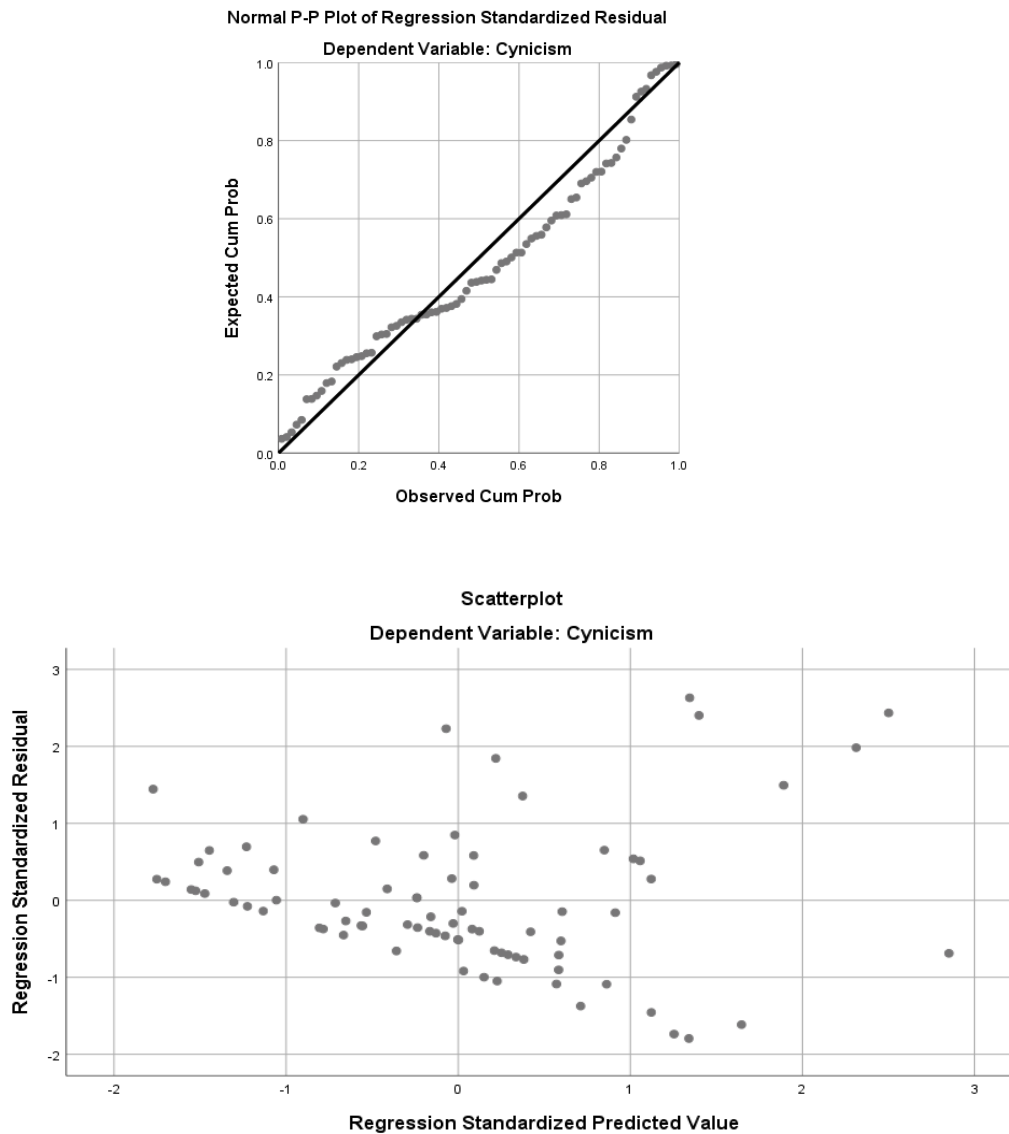 Normal P-P Plot of Regression Standardized Residual
Dependent Variable: Cynicism
1.0
0.8
0.6
0.4
0.2
0.0
Expected Cum Prob
0.0 0.2 0.4 0.6 0.8 1.0
Observed Cum Prob
Scatterplot
Dependent Variable: Cynicism
3
2
1
0
-1
-2
Regression Standardized Residual
-2 -1 0 1 2 3
Regression Standardized Predicted Value